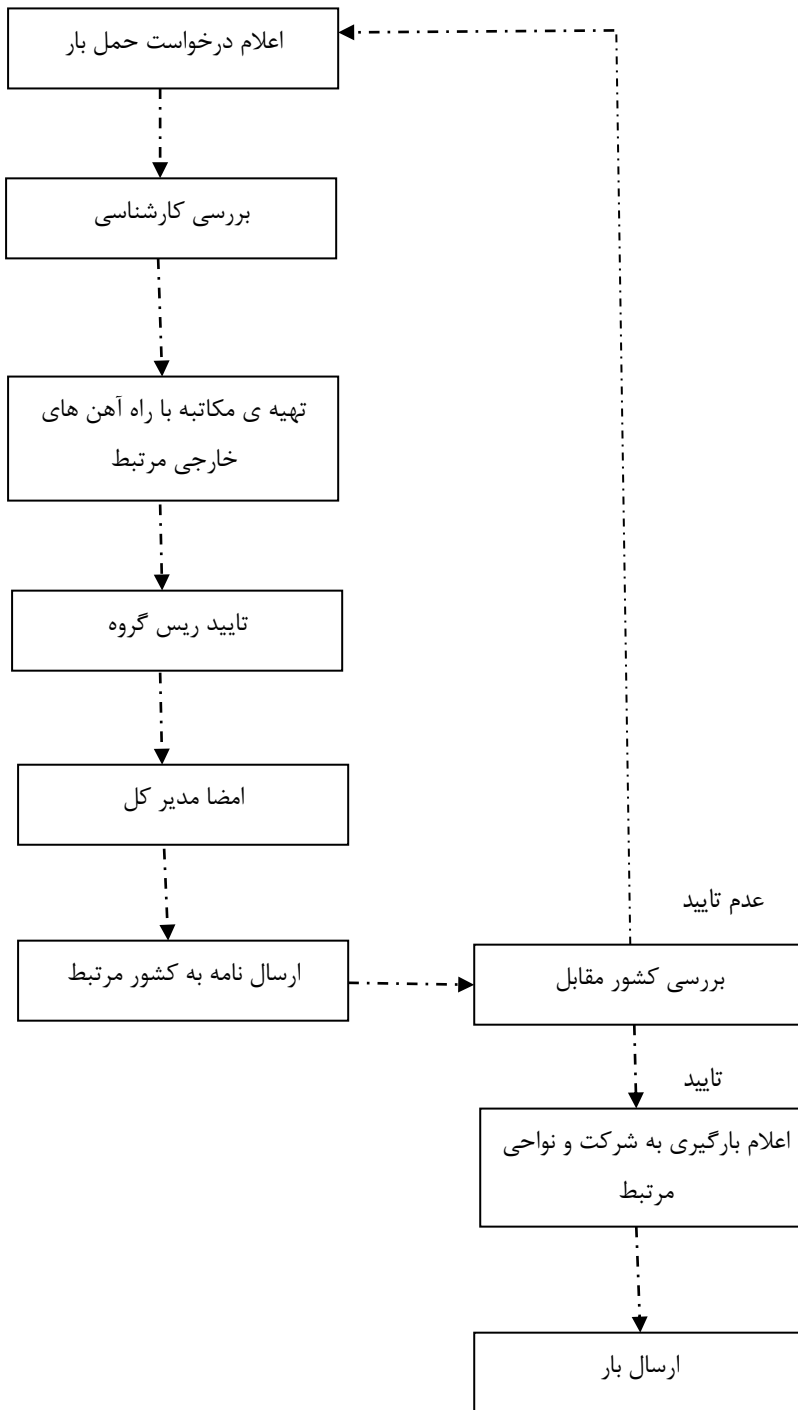 اعلام درخواست حمل بار
بررسی کارشناسی
تهیه ی مکاتبه با راه آهن های
خارجی مرتبط
تایید ریس گروه
امضا مدیر کل
ارسال نامه به کشور مرتبط
عدم تایید
بررسی کشور مقابل
تایید
اعلام بارگیری به شرکت و نواحی
مرتبط
ارسال بار